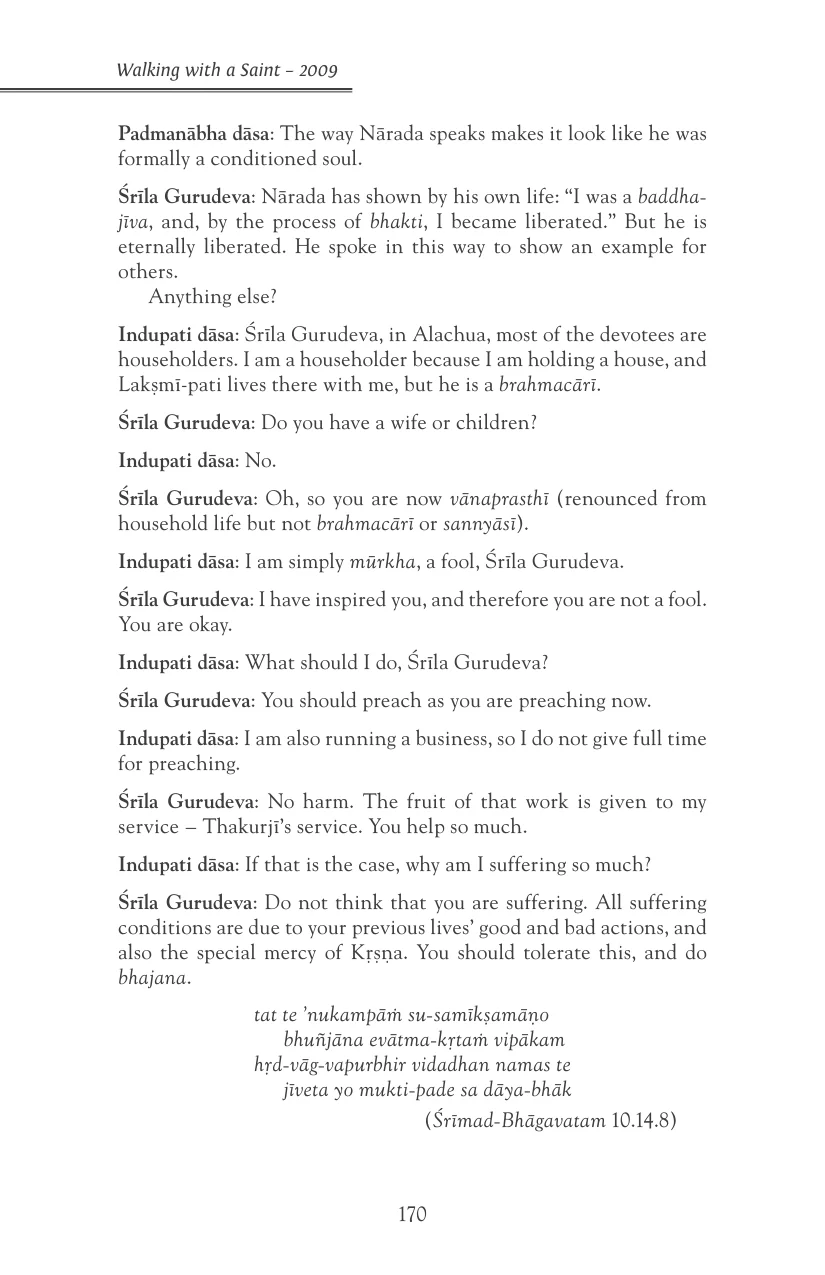 Walking with a Saint – 2009
Padmanābha dāsa: The way Nārada speaks makes it look like he was
formally a conditioned soul.
Śrīla Gurudeva: Nārada has shown by his own life: “I was a baddha-
jīva, and, by the process of bhakti, I became liberated.” But he is
eternally liberated. He spoke in this way to show an example for
others.
Anything else?
Indupati dāsa: Śrīla Gurudeva, in Alachua, most of the devotees are
householders. I am a householder because I am holding a house, and
Lakṣmī-pati lives there with me, but he is a brahmacārī.
Śrīla Gurudeva: Do you have a wife or children?
Indupati dāsa: No.
Śrīla Gurudeva: Oh, so you are now vānaprasthī (renounced from
household life but not brahmacārī or sannyāsī).
Indupati dāsa: I am simply mūrkha, a fool, Śrīla Gurudeva.
Śrīla Gurudeva: I have inspired you, and therefore you are not a fool.
You are okay.
Indupati dāsa: What should I do, Śrīla Gurudeva?
Śrīla Gurudeva: You should preach as you are preaching now.
Indupati dāsa: I am also running a business, so I do not give full time
for preaching.
Śrīla Gurudeva: No harm. The fruit of that work is given to my
service – Thakurjī’s service. You help so much.
Indupati dāsa: If that is the case, why am I suffering so much?
Śrīla Gurudeva: Do not think that you are suffering. All suffering
conditions are due to your previous lives’ good and bad actions, and
also the special mercy of Kṛṣṇa. You should tolerate this, and do
bhajana.
tat te ’nukampāṁ su-samīkṣamāṇo
bhuñjāna evātma-kṛtaṁ vipākam
hṛd-vāg-vapurbhir vidadhan namas te
jīveta yo mukti-pade sa dāya-bhāk
(Śrīmad-Bhāgavatam 10.14.8)
170